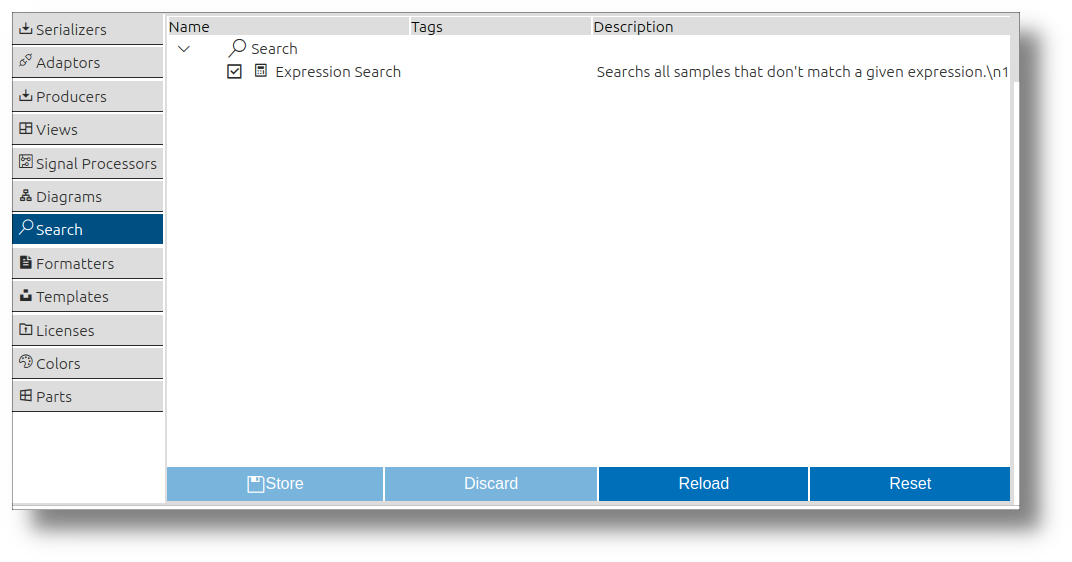 Serializers
Adaptors
Producers
Views
Signal Processors
Diagrams
Search
Formatters
Templates
Licenses
Colors
Parts
Name Tags Description
Search
Expression Search Searchs all samples that don't match a given expression.\n1
Store Discard Reload Reset